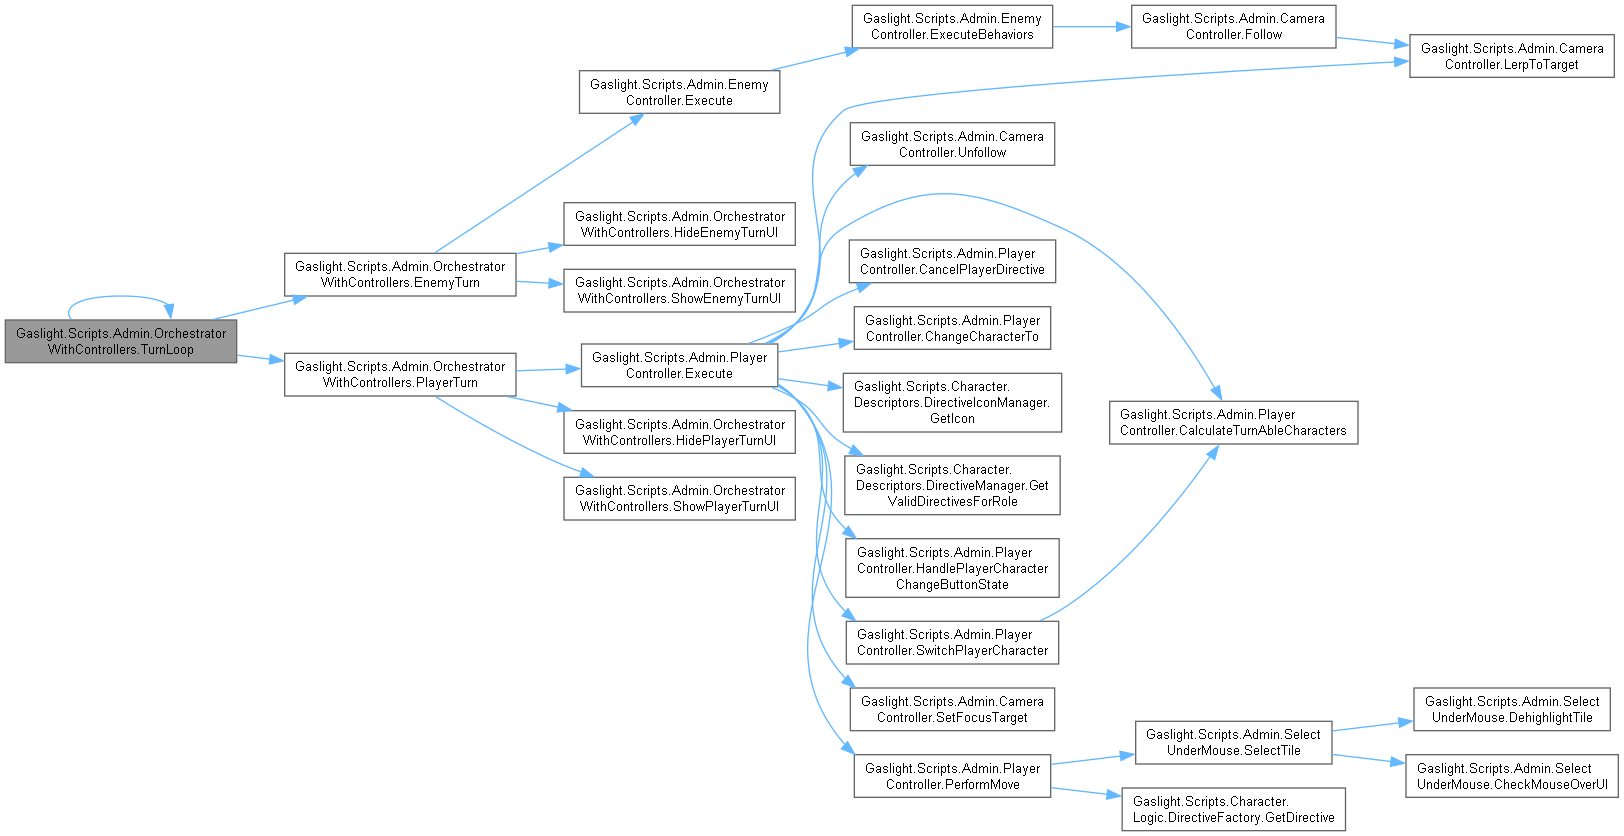 Gaslight.Scripts.Admin.Enemy
Controller.ExecuteBehaviors
Gaslight.Scripts.Admin.Camera
Controller.Follow
Gaslight.Scripts.Admin.Camera
Controller.LerpToTarget
Gaslight.Scripts.Admin.Enemy
Controller.Execute
Gaslight.Scripts.Admin.Camera
Controller.Unfollow
Gaslight.Scripts.Admin.Orchestrator
WithControllers.HideEnemyTurnUI
Gaslight.Scripts.Admin.Player
Controller.CancelPlayerDirective
Gaslight.Scripts.Admin.Orchestrator
WithControllers.EnemyTurn
Gaslight.Scripts.Admin.Orchestrator
WithControllers.ShowEnemyTurnUI
Gaslight.Scripts.Admin.Player
Controller.ChangeCharacterTo
Gaslight.Scripts.Admin.Orchestrator
WithControllers.TurnLoop
Gaslight.Scripts.Admin.Orchestrator
WithControllers.PlayerTurn
Gaslight.Scripts.Admin.Player
Controller.Execute
Gaslight.Scripts.Character.
Descriptors.DirectiveIconManager.
GetIcon
Gaslight.Scripts.Admin.Player
Controller.CalculateTurnAbleCharacters
Gaslight.Scripts.Admin.Orchestrator
WithControllers.HidePlayerTurnUI
Gaslight.Scripts.Character.
Descriptors.DirectiveManager.Get
ValidDirectivesForRole
Gaslight.Scripts.Admin.Orchestrator
WithControllers.ShowPlayerTurnUI
Gaslight.Scripts.Admin.Player
Controller.HandlePlayerCharacter
ChangeButtonState
Gaslight.Scripts.Admin.Player
Controller.SwitchPlayerCharacter
Gaslight.Scripts.Admin.Camera
Controller.SetFocusTarget
Gaslight.Scripts.Admin.Select
UnderMouse.DehighlightTile
Gaslight.Scripts.Admin.Select
UnderMouse.SelectTile
Gaslight.Scripts.Admin.Player
Controller.PerformMove
Gaslight.Scripts.Admin.Select
UnderMouse.CheckMouseOverUI
Gaslight.Scripts.Character.
Logic.DirectiveFactory.GetDirective